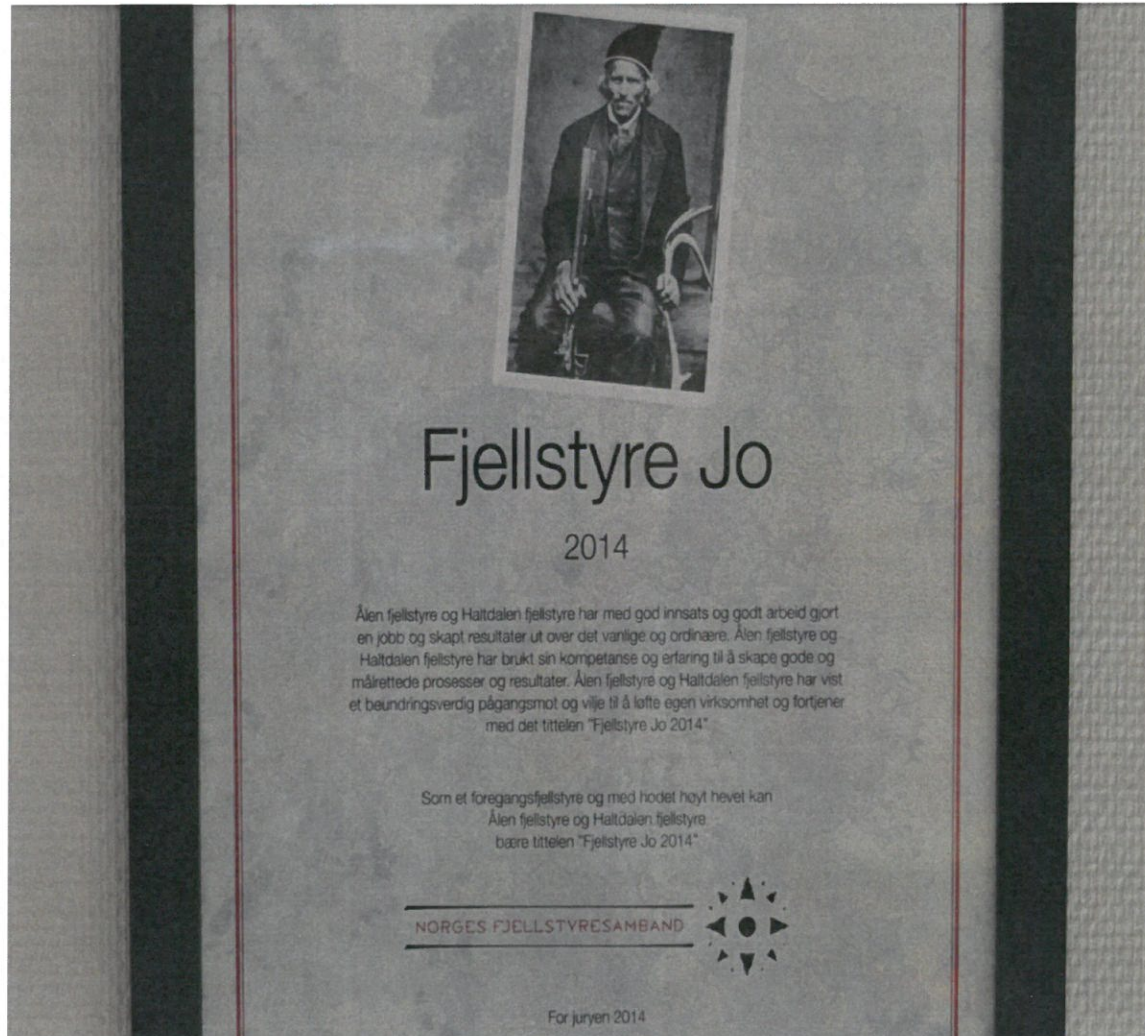 Fjellstyre Jo
2014
Ålen fjellstyre og Haltdalen fjellstyre har med god innsats og godt arbeid gjort
en jobb og skapt resultater ut over det vanlige og ordinære. Ålen fjellstyre og
Haltdalen fjellstyre har brukt sin kompetanse og erfaring til å skape gode og
målrettede prosesser og resultater. Ålen fjellstyre og Haltdalen fjellstyre har vist
et beundringsverdig pågangsmot og vilje til å løfte egen virksomhet og fortjener
med det tittelen "Fjellstyre Jo 2014"
Som et foregangsfjellstyre og med hodet høyt hevet kan
Ålen fjellstyre og Haltdalen fjellstyre
bære tittelen "Fjellstyre Jo 2014"
NORGES FJELLSTYRESAMBAND
For juryen 2014